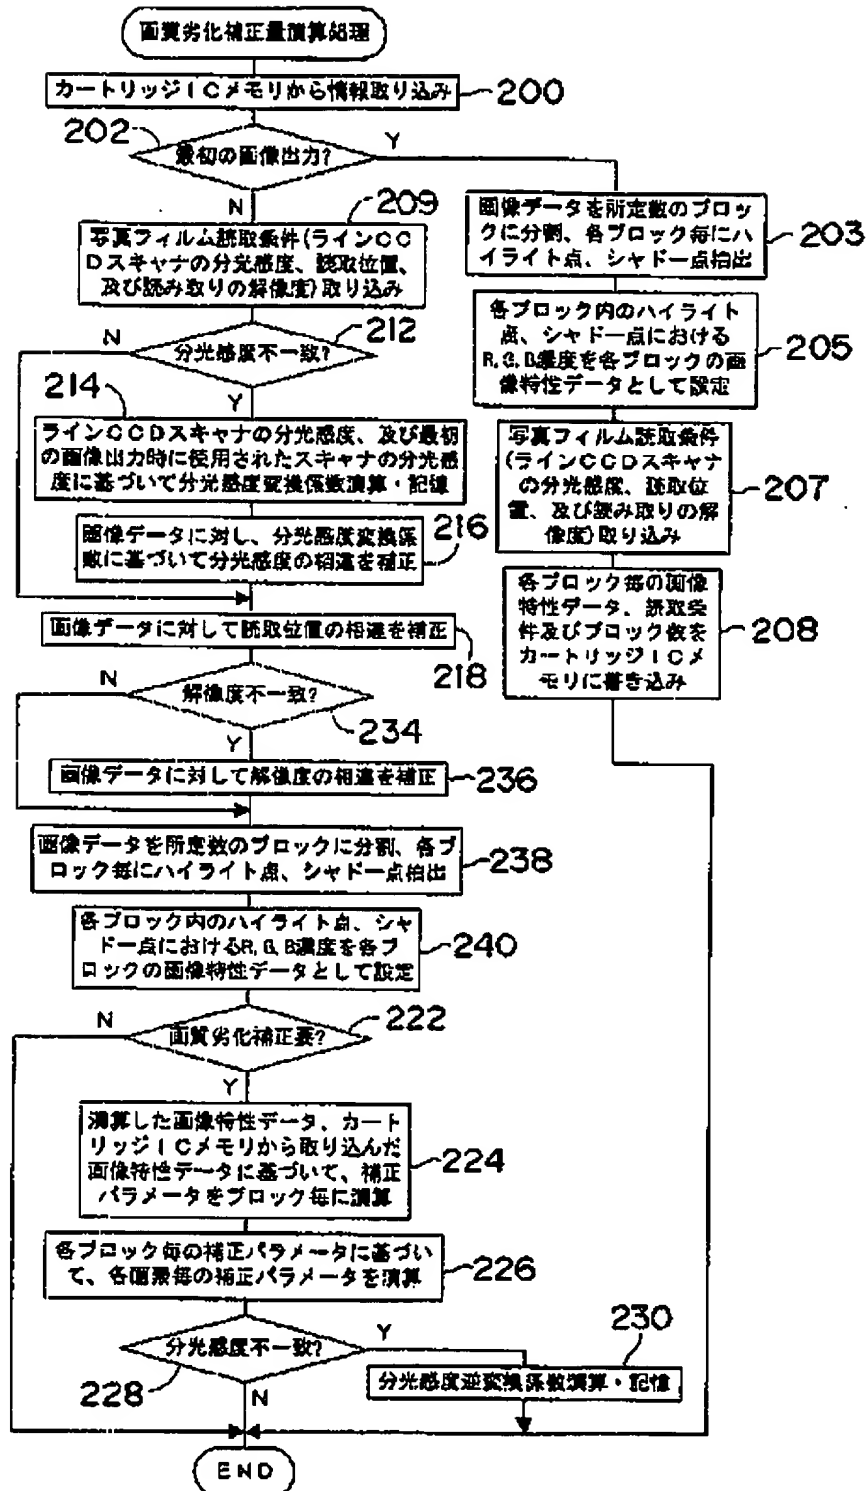 画質劣化補正量演算処理
カートリッジICメモリから情報取り込み
200
202
最初の画像出力?
Y
N
209
写真フィルム読取条件(ラインCC
Dスキャナの分光感度、読取位置、
及び読み取りの解像度)取り込み
N
212
分光感度不一致?
Y
214
ラインCCDスキャナの分光感度、及び最初
の画像出力時に使用されたスキャナの分光感
度に基づいて分光感度変換係数演算・記憶
画像データに対し、分光感度変換係
数に基づいて分光感度の相違を補正
216
画像データに対して読取位置の相違を補正
218
N
解像度不一致?
234
Y
画像データに対して解像度の相違を補正
236
画像データを所定数のブロックに分割、各ブ
ロック毎にハイライト点、シャドー点抽出
238
各ブロック内のハイライト点、シャ
ドー点におけるR,G,B濃度を各ブ
ロックの画像特性データとして設定
240
N
画質劣化補正要?
222
Y
演算した画像特性データ、カート
リッジICメモリから取り込んだ
画像特性データに基づいて、補正
パラメータをブロック毎に演算
224
各ブロック毎の補正パラメータに基づい
て、各画素毎の補正パラメータを演算
226
分光感度不一致?
Y
228
N
230
分光感度逆変換係数演算・記憶
END
画像データを所定数のブロッ
クに分割、各ブロック毎にハ
イライト点、シャドー点抽出
203
各ブロック内のハイライト
点、シャドー点における
R,G,B濃度を各ブロックの画
像特性データとして設定
205
写真フィルム読取条件
(ラインCCDスキャナ
の分光感度、読取位
置、及び読み取りの解
像度)取り込み
207
各ブロック毎の画像
特性データ、読取条
件及びブロック数を
カートリッジICメ
モリに書き込み
208